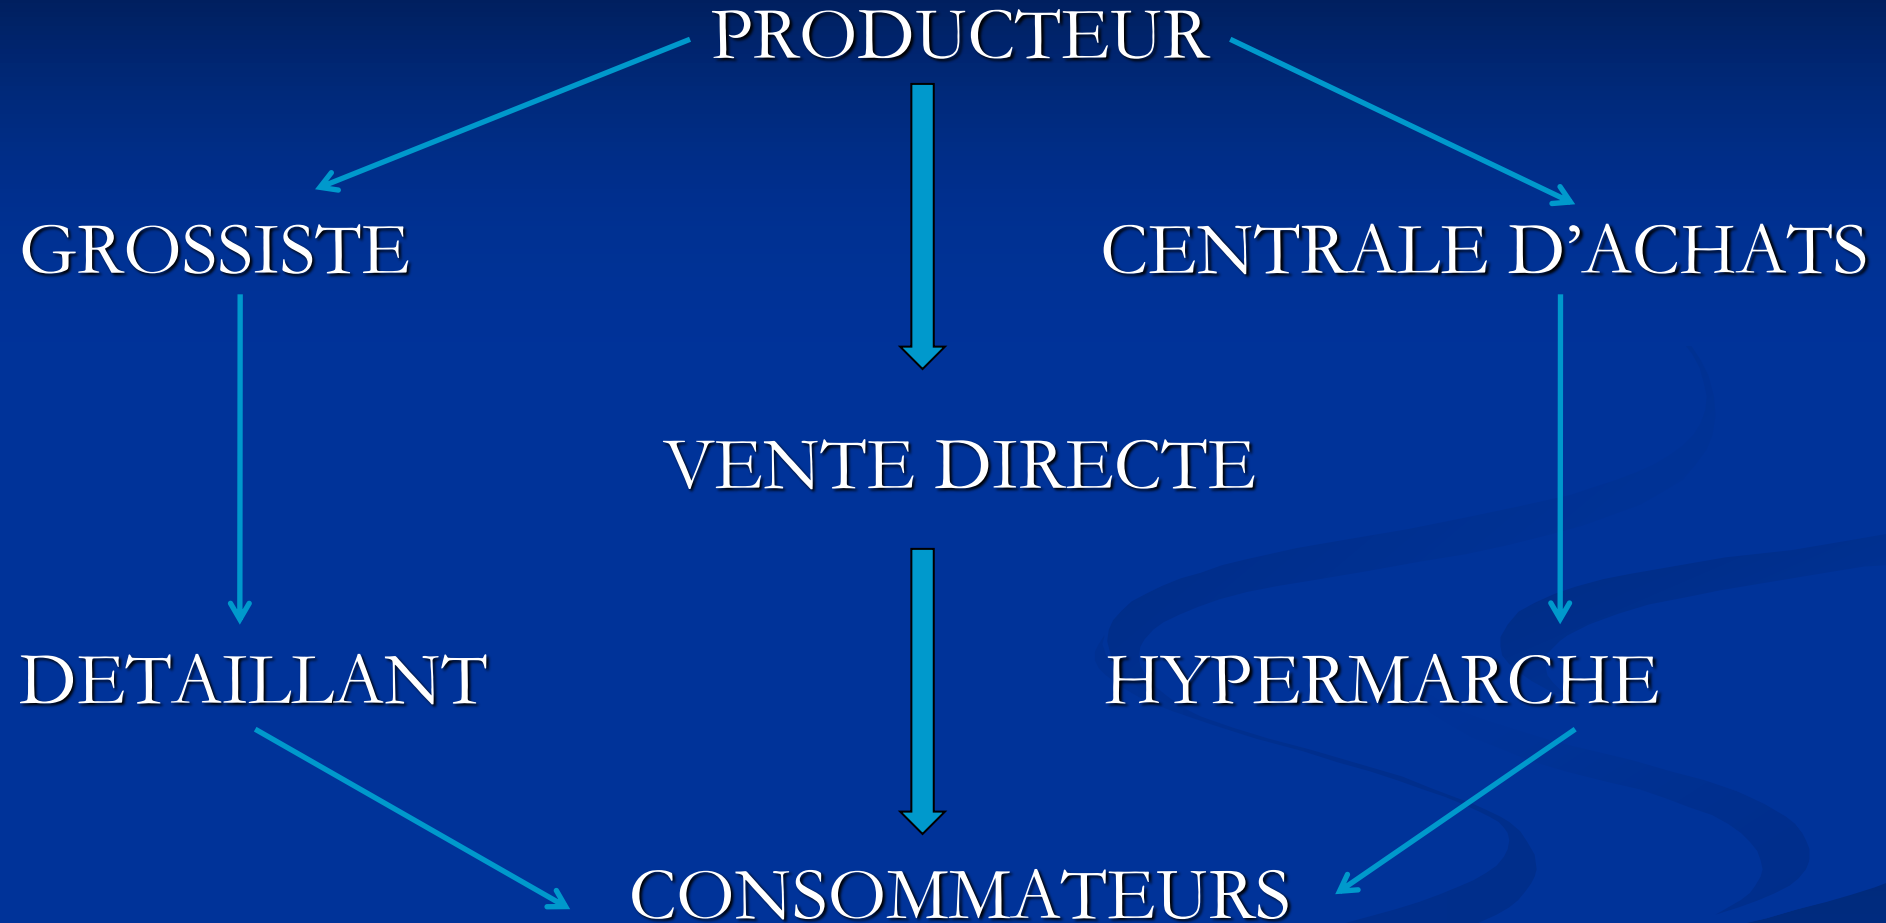 PRODUCTEUR
GROSSISTE
CENTRALE D’ACHATS
VENTE DIRECTE
DETAILLANT
HYPERMARCHE
CONSOMMATEURS